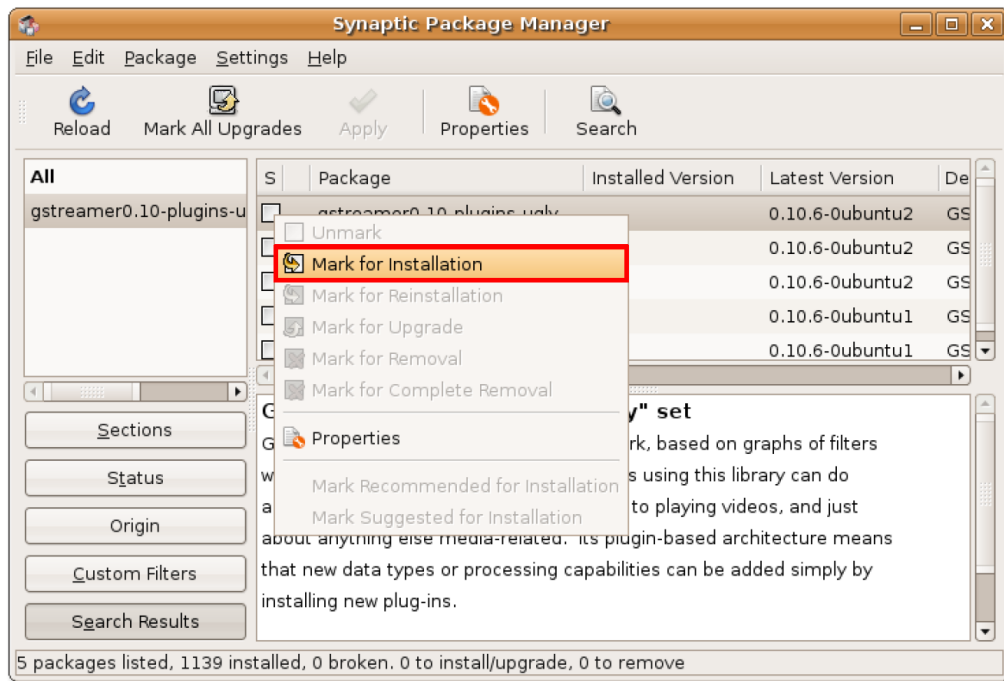 Synaptic Package Manager
File Edit Package Settings Help
Reload Mark All Upgrades Apply Properties Search
All
gstreamer0.10-plugins-u
S Package Installed Version Latest Version De
gstreamer0.10-plugins-ugly 0.10.6-0ubuntu2 GS
0.10.6-0ubuntu2 GS
0.10.6-0ubuntu2 GS
0.10.6-0ubuntu1 GS
0.10.6-0ubuntu1 GS
Unmark
Mark for Installation
Mark for Reinstallation
Mark for Upgrade
Mark for Removal
Mark for Complete Removal
Properties
Mark Recommended for Installation
Mark Suggested for Installation
Sections
Status
Origin
Custom Filters
Search Results
G y" set
G rk, based on graphs of filters
w s using this library can do
a to playing videos, and just
about anything else media-related. Its plugin-based architecture means
that new data types or processing capabilities can be added simply by
installing new plug-ins.
5 packages listed, 1139 installed, 0 broken. 0 to install/upgrade, 0 to remove